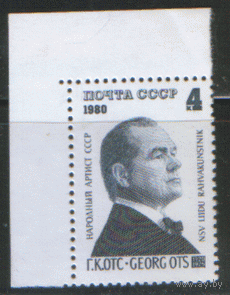 ПОЧТА СССР
4
К
1980
НАРОДНЫЙ АРТИСТ СССР
NSV LIIDU RAHVAKUNSTNIK
Г.К.ОТС · GEORG OTS